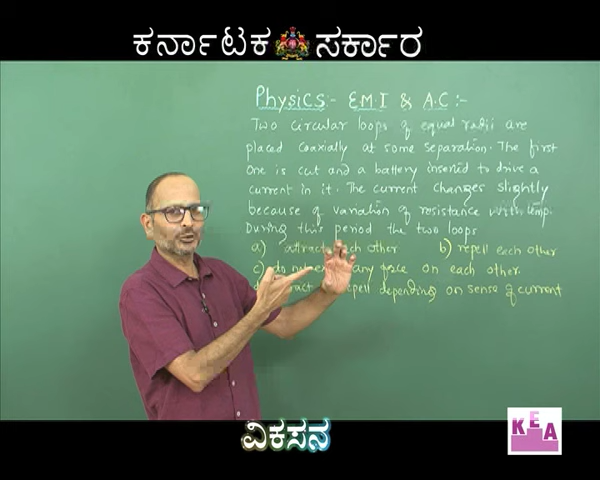 ಕರ್ನಾಟಕ ಸರ್ಕಾರ
Physics:- E.M.I & A.C:-
Two circular loops of equal radii are
placed coaxially at some separation. The first
one is cut and a battery inserted to drive a
current in it. The current changes slightly
because of variation of resistance with temp.
During this period the two loops
a) attract each other b) repell each other
c) do not any force on each other.
repell depending on sense of current
ವಿಕಸನ
KEA